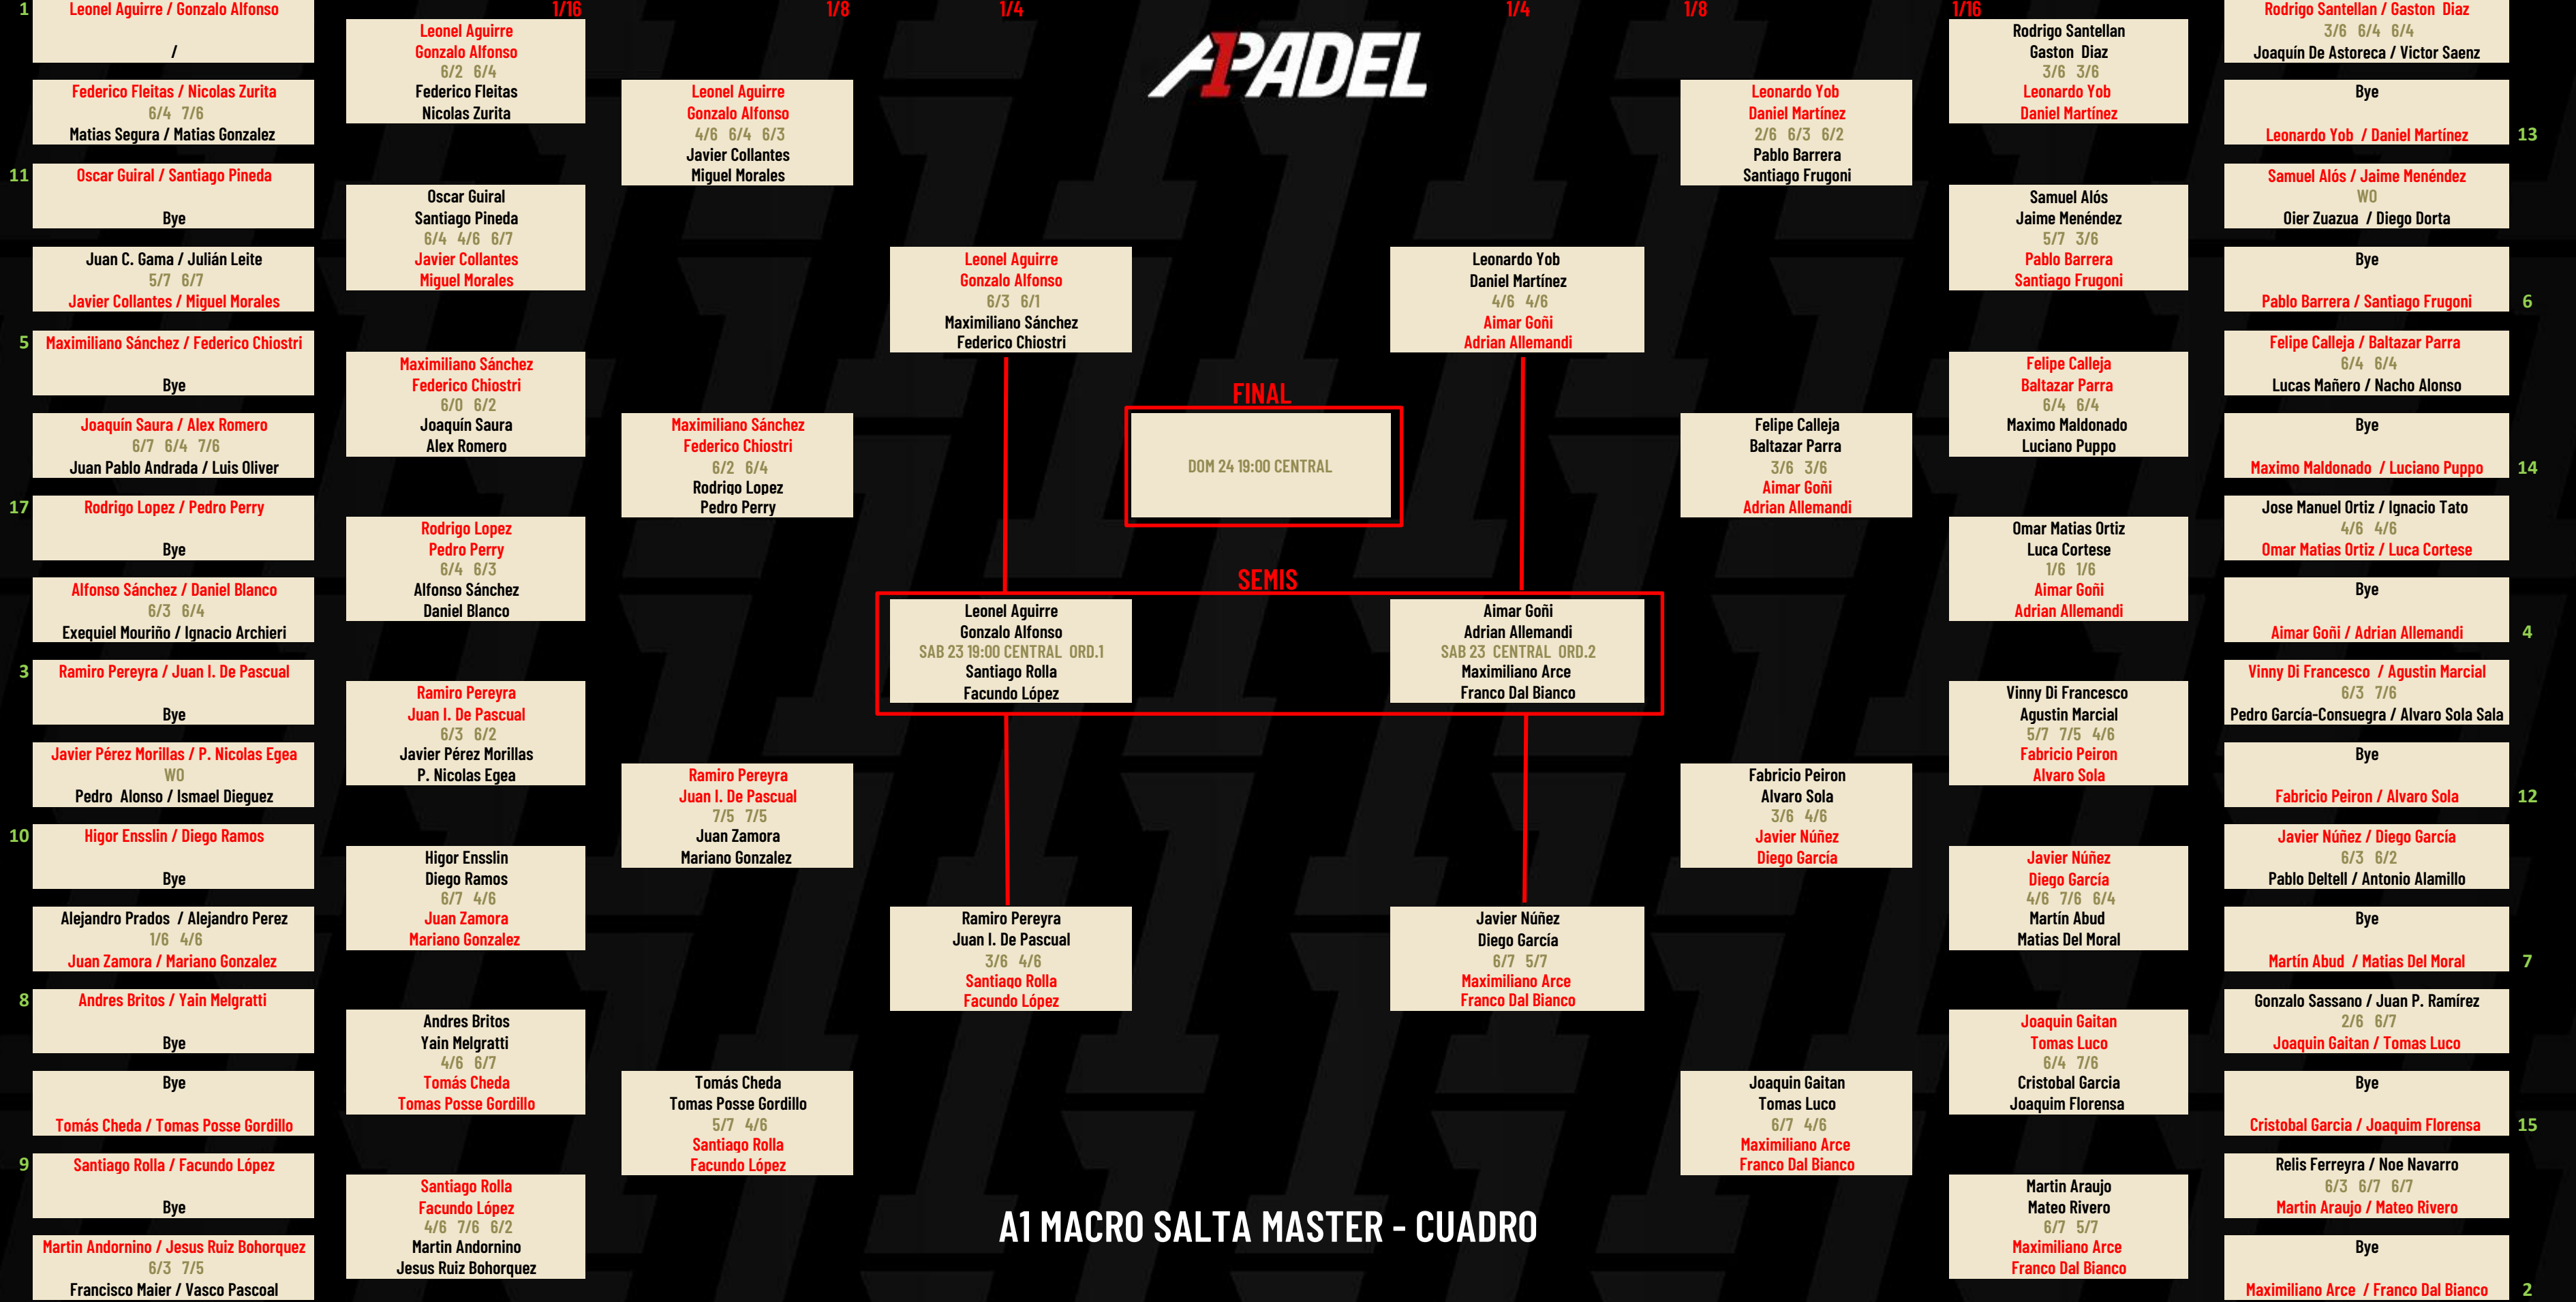 1
Leonel Aguirre / Gonzalo Alfonso
/
Federico Fleitas / Nicolas Zurita
6/4 7/6
Matias Segura / Matias Gonzalez
11
Oscar Guiral / Santiago Pineda
Bye
Juan C. Gama / Julián Leite
5/7 6/7
Javier Collantes / Miguel Morales
5
Maximiliano Sánchez / Federico Chiostri
Bye
Joaquín Saura / Alex Romero
6/7 6/4 7/6
Juan Pablo Andrada / Luis Oliver
17
Rodrigo Lopez / Pedro Perry
Bye
Alfonso Sánchez / Daniel Blanco
6/3 6/4
Exequiel Mouriño / Ignacio Archieri
3
Ramiro Pereyra / Juan I. De Pascual
Bye
Javier Pérez Morillas / P. Nicolas Egea
WO
Pedro Alonso / Ismael Dieguez
10
Higor Ensslin / Diego Ramos
Bye
Alejandro Prados / Alejandro Perez
1/6 4/6
Juan Zamora / Mariano Gonzalez
8
Andres Britos / Yain Melgratti
Bye
Bye
Tomás Cheda / Tomas Posse Gordillo
9
Santiago Rolla / Facundo López
Bye
Martin Andornino / Jesus Ruiz Bohorquez
6/3 7/5
Francisco Maier / Vasco Pascoal
1/16
Leonel Aguirre
Gonzalo Alfonso
6/2 6/4
Federico Fleitas
Nicolas Zurita
Oscar Guiral
Santiago Pineda
6/4 4/6 6/7
Javier Collantes
Miguel Morales
Maximiliano Sánchez
Federico Chiostri
6/0 6/2
Joaquín Saura
Alex Romero
Rodrigo Lopez
Pedro Perry
6/4 6/3
Alfonso Sánchez
Daniel Blanco
Ramiro Pereyra
Juan I. De Pascual
6/3 6/2
Javier Pérez Morillas
P. Nicolas Egea
Higor Ensslin
Diego Ramos
6/7 4/6
Juan Zamora
Mariano Gonzalez
Andres Britos
Yain Melgratti
4/6 6/7
Tomás Cheda
Tomas Posse Gordillo
Santiago Rolla
Facundo López
4/6 7/6 6/2
Martin Andornino
Jesus Ruiz Bohorquez
1/8
Leonel Aguirre
Gonzalo Alfonso
4/6 6/4 6/3
Javier Collantes
Miguel Morales
Maximiliano Sánchez
Federico Chiostri
6/2 6/4
Rodrigo Lopez
Pedro Perry
Ramiro Pereyra
Juan I. De Pascual
7/5 7/5
Juan Zamora
Mariano Gonzalez
Tomás Cheda
Tomas Posse Gordillo
5/7 4/6
Santiago Rolla
Facundo López
1/4
Leonel Aguirre
Gonzalo Alfonso
6/3 6/1
Maximiliano Sánchez
Federico Chiostri
Ramiro Pereyra
Juan I. De Pascual
3/6 4/6
Santiago Rolla
Facundo López
A1PADEL
FINAL
DOM 24 19:00 CENTRAL
SEMIS
Leonel Aguirre
Gonzalo Alfonso
SAB 23 19:00 CENTRAL ORD.1
Santiago Rolla
Facundo López
Aimar Goñi
Adrian Allemandi
SAB 23 CENTRAL ORD.2
Maximiliano Arce
Franco Dal Bianco
A1 MACRO SALTA MASTER - CUADRO
1/4
Leonardo Yob
Daniel Martínez
4/6 4/6
Aimar Goñi
Adrian Allemandi
Javier Núñez
Diego García
6/7 5/7
Maximiliano Arce
Franco Dal Bianco
1/8
Leonardo Yob
Daniel Martínez
2/6 6/3 6/2
Pablo Barrera
Santiago Frugoni
Felipe Calleja
Baltazar Parra
3/6 3/6
Aimar Goñi
Adrian Allemandi
Fabricio Peiron
Alvaro Sola
3/6 4/6
Javier Núñez
Diego García
Joaquin Gaitan
Tomas Luco
6/7 4/6
Maximiliano Arce
Franco Dal Bianco
1/16
Rodrigo Santellan
Gaston Diaz
3/6 3/6
Leonardo Yob
Daniel Martínez
Samuel Alós
Jaime Menéndez
5/7 3/6
Pablo Barrera
Santiago Frugoni
Felipe Calleja
Baltazar Parra
6/4 6/4
Maximo Maldonado
Luciano Puppo
Omar Matias Ortiz
Luca Cortese
1/6 1/6
Aimar Goñi
Adrian Allemandi
Vinny Di Francesco
Agustin Marcial
5/7 7/5 4/6
Fabricio Peiron
Alvaro Sola
Javier Núñez
Diego García
4/6 7/6 6/4
Martín Abud
Matias Del Moral
Joaquin Gaitan
Tomas Luco
6/4 7/6
Cristobal Garcia
Joaquim Florensa
Martin Araujo
Mateo Rivero
6/7 5/7
Maximiliano Arce
Franco Dal Bianco
Rodrigo Santellan / Gaston Diaz
3/6 6/4 6/4
Joaquín De Astoreca / Victor Saenz
Bye
Leonardo Yob / Daniel Martínez
13
Samuel Alós / Jaime Menéndez
WO
Oier Zuazua / Diego Dorta
Bye
Pablo Barrera / Santiago Frugoni
6
Felipe Calleja / Baltazar Parra
6/4 6/4
Lucas Mañero / Nacho Alonso
Bye
Maximo Maldonado / Luciano Puppo
14
Jose Manuel Ortiz / Ignacio Tato
4/6 4/6
Omar Matias Ortiz / Luca Cortese
Bye
Aimar Goñi / Adrian Allemandi
4
Vinny Di Francesco / Agustin Marcial
6/3 7/6
Pedro García-Consuegra / Alvaro Sola Sala
Bye
Fabricio Peiron / Alvaro Sola
12
Javier Núñez / Diego García
6/3 6/2
Pablo Deltell / Antonio Alamillo
Bye
Martín Abud / Matias Del Moral
7
Gonzalo Sassano / Juan P. Ramírez
2/6 6/7
Joaquin Gaitan / Tomas Luco
Bye
Cristobal Garcia / Joaquim Florensa
15
Relis Ferreyra / Noe Navarro
6/3 6/7 6/7
Martin Araujo / Mateo Rivero
Bye
Maximiliano Arce / Franco Dal Bianco
2